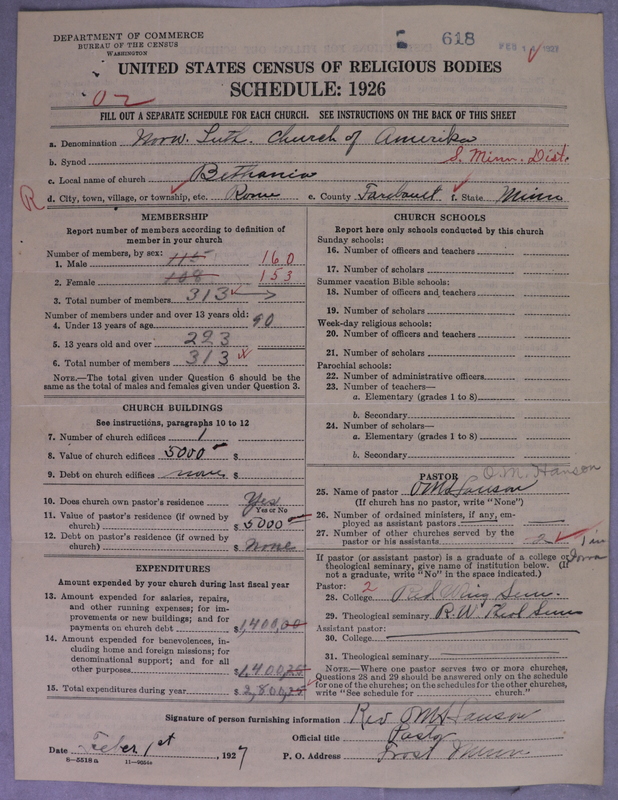 DEPARTMENT OF COMMERCE
BUREAU OF THE CENSUS
WASHINGTON
618
UNITED STATES CENSUS OF RELIGIOUS BODIES
SCHEDULE: 1926
FILL OUT A SEPARATE SCHEDULE FOR EACH CHURCH. SEE INSTRUCTIONS ON THE BACK OF THIS SHEET
a. Denomination Norw. Luth. Church of Amerika
b. Synod S. Minn. Dist.
c. Local name of church Bethania
R d. City, town, village, or township, etc. Rome e. County Faribault f. State Minn
MEMBERSHIP
Report number of members according to definition of
member in your church
Number of members, by sex:
1. Male 115 160
2. Female 108 153
3. Total number of members 313
Number of members under and over 13 years old:
4. Under 13 years of age 90
5. 13 years old and over 223
6. Total number of members 313
NOTE.—The total given under Question 6 should be the
same as the total of males and females given under Question 3.
CHURCH BUILDINGS
See instructions, paragraphs 10 to 12
7. Number of church edifices 1
8. Value of church edifices 5000 $
9. Debt on church edifices none $
10. Does church own pastor's residence Yes
Yes or No
11. Value of pastor's residence (if owned by
church) $ 5000
12. Debt on pastor's residence (if owned by
church) $ None
EXPENDITURES
Amount expended by your church during last fiscal year
13. Amount expended for salaries, repairs,
and other running expenses; for im-
provements or new buildings; and for
payments on church debt $ 1,400,00
14. Amount expended for benevolences, in-
cluding home and foreign missions; for
denominational support; and for all
other purposes $ 1,400,25
15. Total expenditures during year $ 2,800,25
CHURCH SCHOOLS
Report here only schools conducted by this church
Sunday schools:
16. Number of officers and teachers
17. Number of scholars
Summer vacation Bible schools:
18. Number of officers and teachers
19. Number of scholars
Week-day religious schools:
20. Number of officers and teachers
21. Number of scholars
Parochial schools:
22. Number of administrative officers
23. Number of teachers—
a. Elementary (grades 1 to 8)
b. Secondary
24. Number of scholars—
a. Elementary (grades 1 to 8)
b. Secondary
PASTOR O.M. Hanson
25. Name of pastor O M Hanson
(If church has no pastor, write "None")
26. Number of ordained ministers, if any, em-
ployed as assistant pastors
27. Number of other churches served by the
pastor or his assistants 2 1 in
Iowa
If pastor (or assistant pastor) is a graduate of a college or
theological seminary, give name of institution below. (If
not a graduate, write "No" in the space indicated.)
Pastor: 2
28. College Red Wing Sem.
29. Theological seminary R. W. Theol Sem
Assistant pastor:
30. College
31. Theological seminary
NOTE.—Where one pastor serves two or more churches,
Questions 28 and 29 should be answered only on the schedule
for one of the churches; on the schedules for the other churches,
write "See schedule for church."
Signature of person furnishing information Rev O M Hanson
Official title Pastor
Date Feber 1st, 1927 P. O. Address Frost Minn